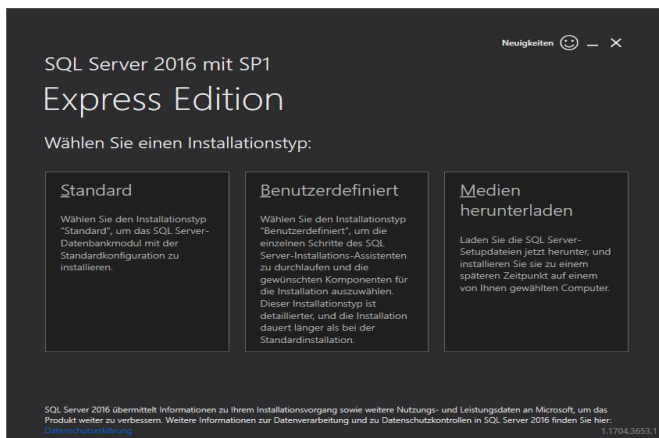 Neuigkeiten
SQL Server 2016 mit SP1
Express Edition
Wählen Sie einen Installationstyp:
Standard
Wählen Sie den Installationstyp
"Standard", um das SQL Server-
Datenbankmodul mit der
Standardkonfiguration zu
installieren.
Benutzerdefiniert
Wählen Sie den Installationstyp
"Benutzerdefiniert", um die
einzelnen Schritte des SQL
Server-Installations-Assistenten
zu durchlaufen und die
gewünschten Komponenten für
die Installation auszuwählen.
Dieser Installationstyp ist
detaillierter, und die Installation
dauert länger als bei der
Standardinstallation.
Medien
herunterladen
Laden Sie die SQL Server-
Setupdateien jetzt herunter, und
installieren Sie sie zu einem
späteren Zeitpunkt auf einem
von Ihnen gewählten Computer.
SQL Server 2016 übermittelt Informationen zu Ihrem Installationsvorgang sowie weitere Nutzungs- und Leistungsdaten an Microsoft, um das
Produkt weiter zu verbessern. Weitere Informationen zur Datenverarbeitung und zu Datenschutzkontrollen in SQL Server 2016 finden Sie hier:
Datenschutzerklärung
1.1704.3653.1